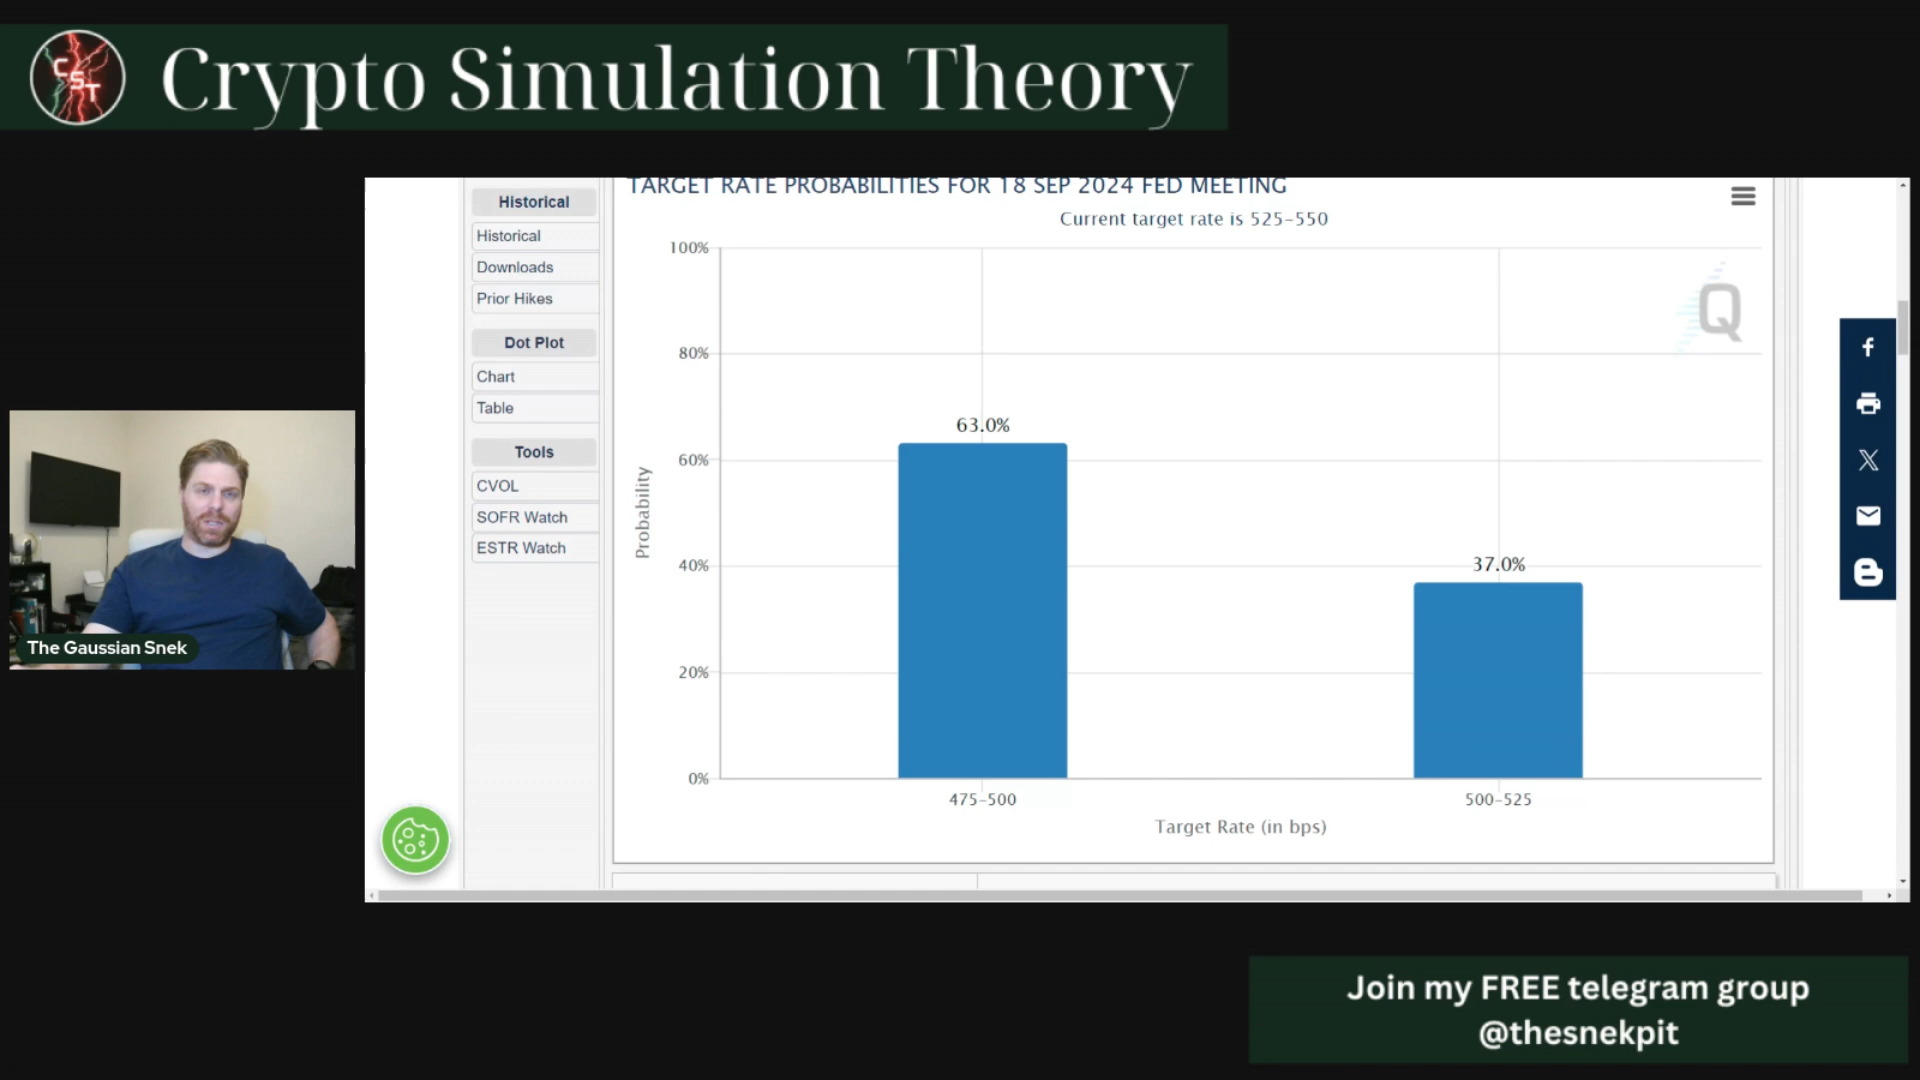 CST
Crypto Simulation Theory
Historical
Historical
Downloads
Prior Hikes
Dot Plot
Chart
Table
Tools
CVOL
SOFR Watch
ESTR Watch
TARGET RATE PROBABILITIES FOR 18 SEP 2024 FED MEETING
Current target rate is 525-550
Probability
100%
80%
60%
40%
20%
0%
63.0%
37.0%
475-500
500-525
Target Rate (in bps)
Q
The Gaussian Snek
Join my FREE telegram group
@thesnekpit